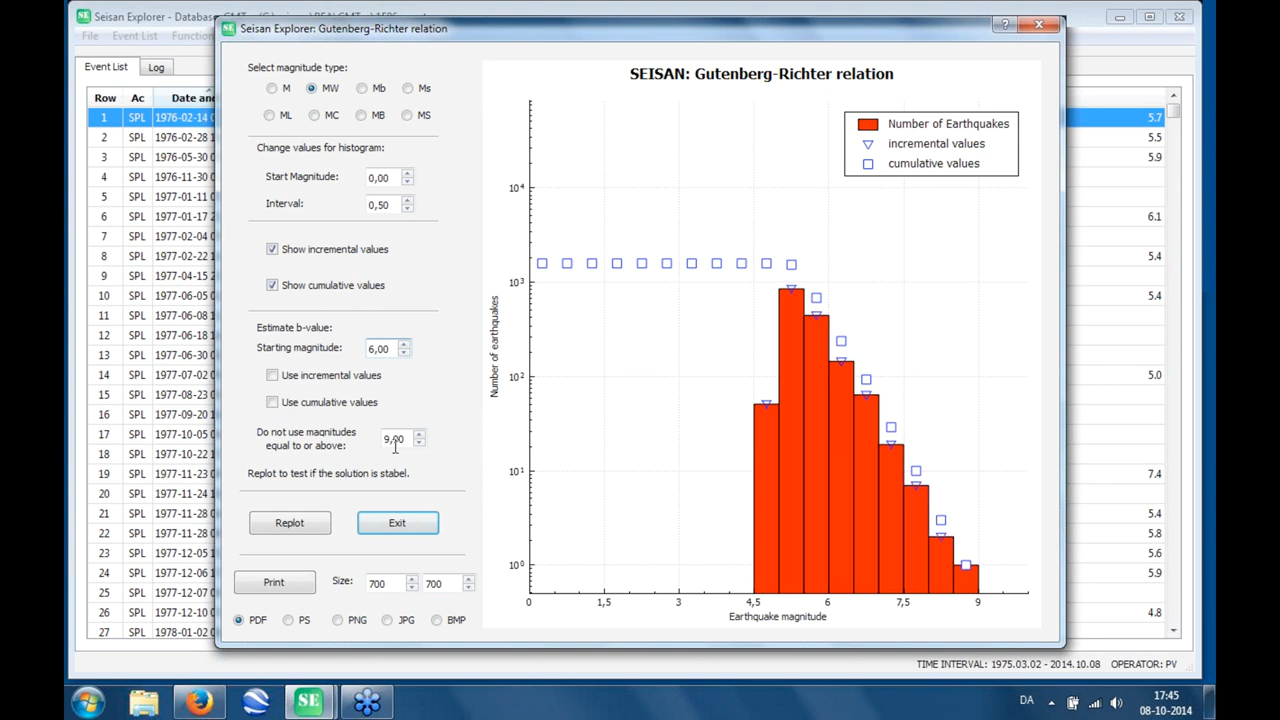 Seisan Explorer - Database
Seisan Explorer: Gutenberg-Richter relation
File Event List
Event List Log
Row Ac
1 SPL 1976-02-14 5.7
2 SPL 1976-02-28 5.5
3 SPL 1976-05-30 5.9
4 SPL 1976-11-30
5 SPL 1977-01-11
6 SPL 1977-01-17 6.1
7 SPL 1977-02-04
8 SPL 1977-02-22 5.4
9 SPL 1977-04-15
10 SPL 1977-06-05 5.4
11 SPL 1977-06-08
12 SPL 1977-06-18
13 SPL 1977-06-30
14 SPL 1977-07-02 5.0
15 SPL 1977-08-23
16 SPL 1977-09-20
17 SPL 1977-10-05
18 SPL 1977-10-22
19 SPL 1977-11-23 7.4
20 SPL 1977-11-24
21 SPL 1977-11-28 5.4
22 SPL 1977-11-28 5.8
23 SPL 1977-12-05 5.6
24 SPL 1977-12-06 5.9
25 SPL 1977-12-09
26 SPL 1977-12-10 4.8
27 SPL 1978-01-02
Select magnitude type:
M MW Mb Ms
ML MC MB MS
Change values for histogram:
Start Magnitude: 0,00
Interval: 0,50
Show incremental values
Show cumulative values
Estimate b-value:
Starting magnitude: 6,00
Use incremental values
Use cumulative values
Do not use magnitudes
equal to or above: 9,00
Replot to test if the solution is stabel.
Replot Exit
Print Size: 700 700
PDF PS PNG JPG BMP
SEISAN: Gutenberg-Richter relation
Number of Earthquakes
incremental values
cumulative values
Number of earthquakes
10⁴
10³
10²
10¹
10⁰
0 1,5 3 4,5 6 7,5 9
Earthquake magnitude
TIME INTERVAL: 1975.03.02 - 2014.10.08 OPERATOR: PV
SE DA 17:45
08-10-2014